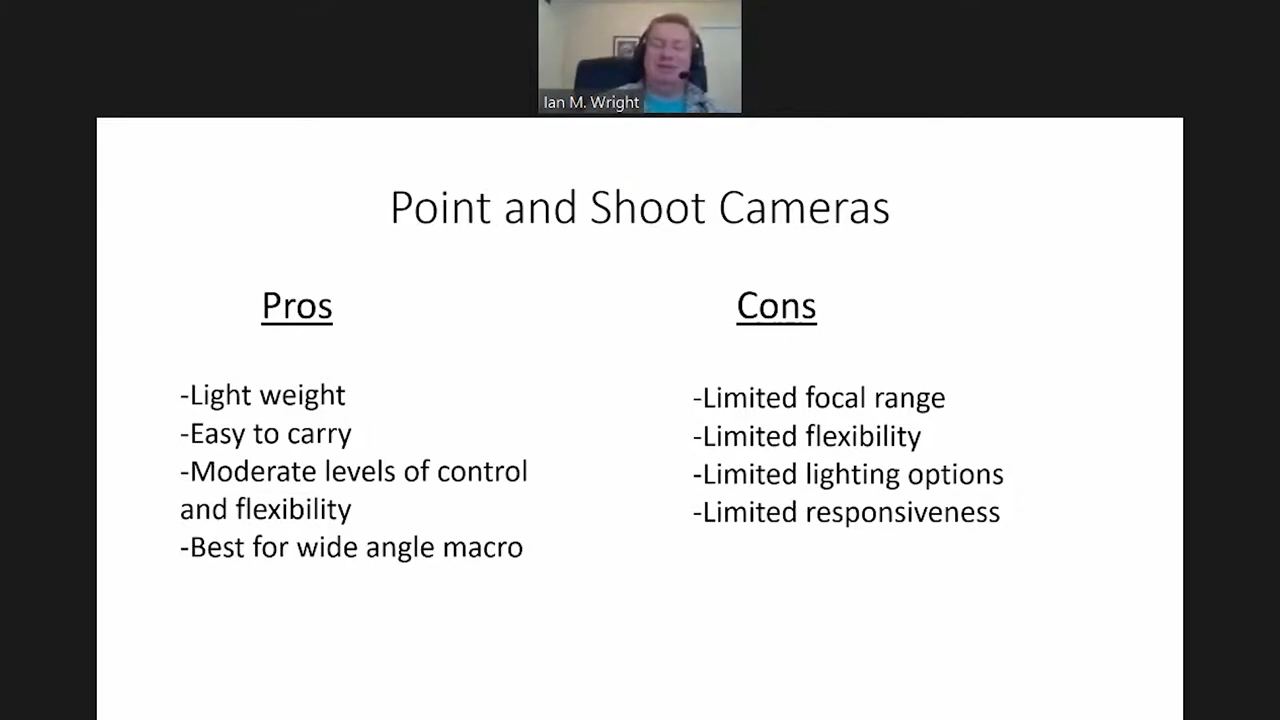 Ian M. Wright
Point and Shoot Cameras
Pros
-Light weight
-Easy to carry
-Moderate levels of control
and flexibility
-Best for wide angle macro
Cons
-Limited focal range
-Limited flexibility
-Limited lighting options
-Limited responsiveness